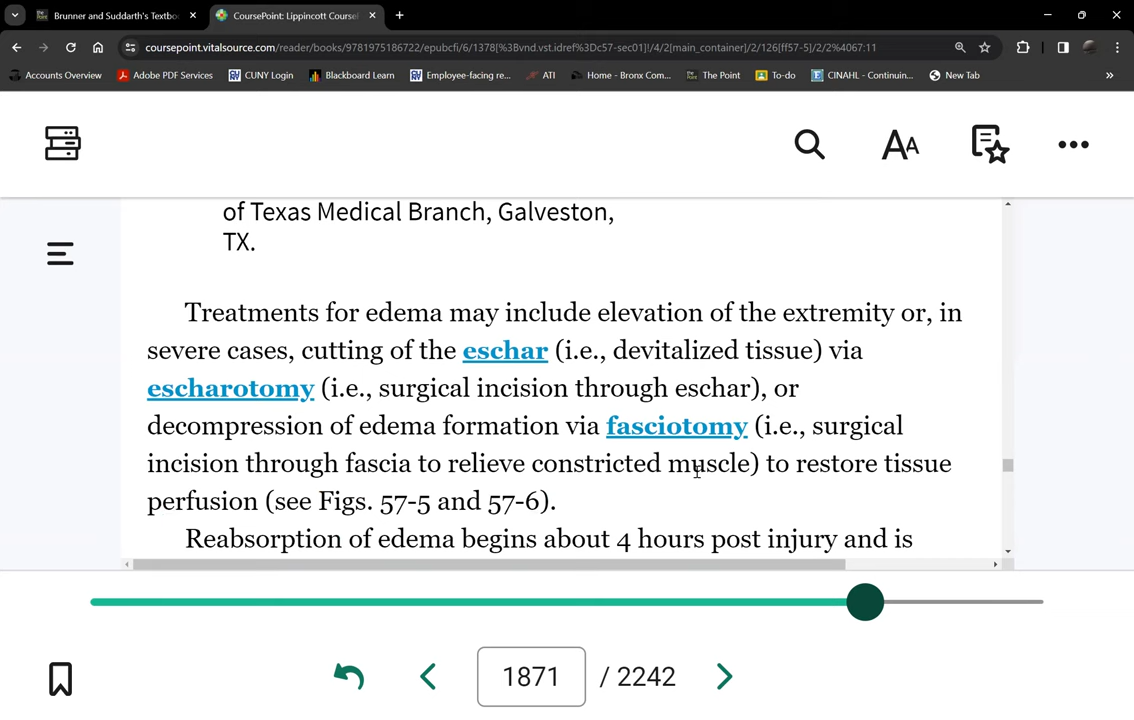 Brunner and Suddarth's Textbo
CoursePoint: Lippincott CourseP
coursepoint.vitalsource.com/reader/books/9781975186722/epubcfi/6/1378[%3Bvnd.vst.idref%3Dc57-sec01]!/4/2[main_container]/2/126[ff57-5]/2/2%4067:11
Accounts Overview
Adobe PDF Services
CUNY Login
Blackboard Learn
Employee-facing re...
ATI
Home - Bronx Com...
The Point
To-do
CINAHL - Continuin...
New Tab
»
AA
of Texas Medical Branch, Galveston,
TX.
Treatments for edema may include elevation of the extremity or, in
severe cases, cutting of the eschar (i.e., devitalized tissue) via
escharotomy (i.e., surgical incision through eschar), or
decompression of edema formation via fasciotomy (i.e., surgical
incision through fascia to relieve constricted muscle) to restore tissue
perfusion (see Figs. 57-5 and 57-6).
Reabsorption of edema begins about 4 hours post injury and is
1871 / 2242